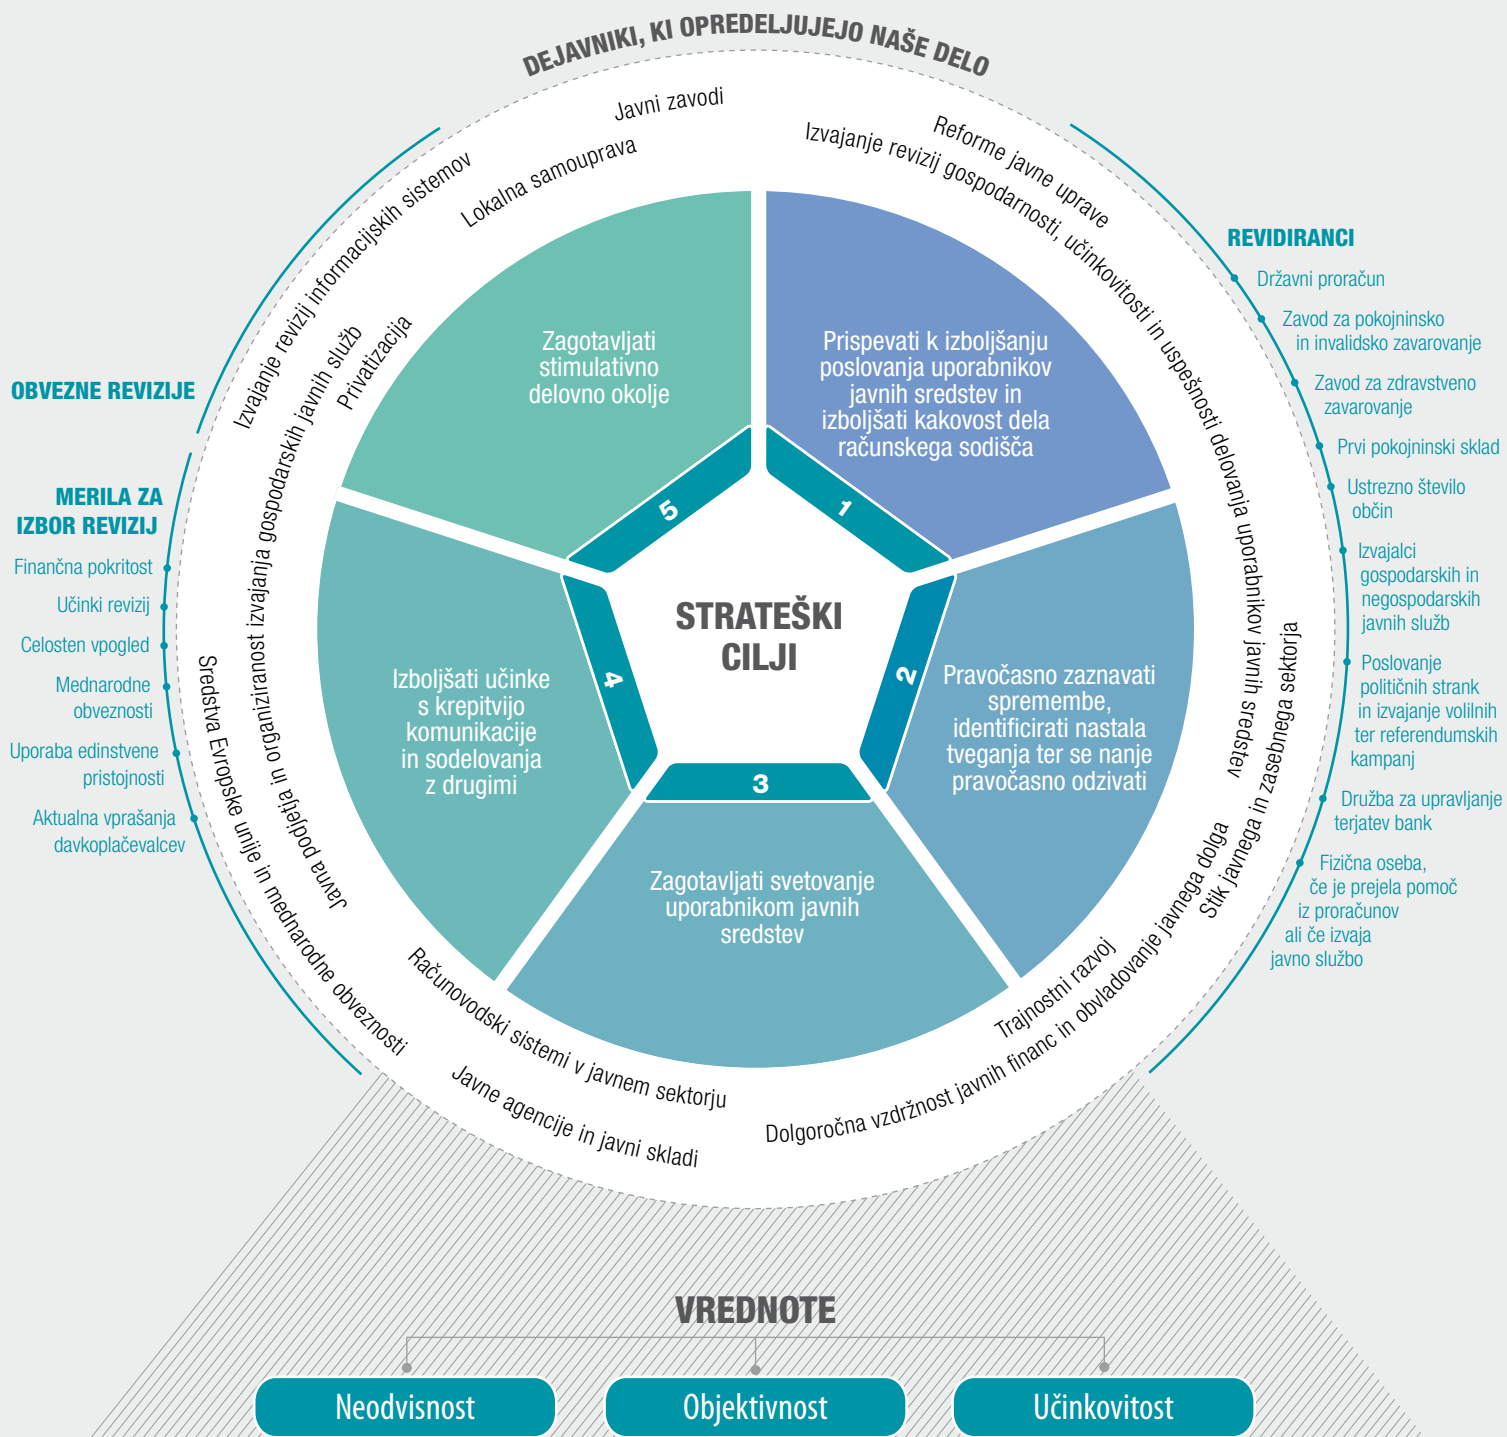 DEJAVNIKI, KI OPREDELJUJEJO NAŠE DELO
Javni zavodi
Lokalna samouprava
Izvajanje revizij informacijskih sistemov
Privatizacija
Javna podjetja in organiziranost izvajanja gospodarskih javnih služb
Sredstva Evropske unije in mednarodne obveznosti
Računovodski sistemi v javnem sektorju
Javne agencije in javni skladi
Reforme javne uprave
Izvajanje revizij gospodarnosti, učinkovitosti in uspešnosti delovanja uporabnikov javnih sredstev
Stik javnega in zasebnega sektorja
Trajnostni razvoj
Dolgoročna vzdržnost javnih financ in obvladovanje javnega dolga
OBVEZNE REVIZIJE
MERILA ZA
IZBOR REVIZIJ
Finančna pokritost
Učinki revizij
Celosten vpogled
Mednarodne
obveznosti
Uporaba edinstvene
pristojnosti
Aktualna vprašanja
davkoplačevalcev
STRATEŠKI
CILJI
1
Prispevati k izboljšanju
poslovanja uporabnikov
javnih sredstev in
izboljšati kakovost dela
računskega sodišča
2
Pravočasno zaznavati
spremembe,
identificirati nastala
tveganja ter se nanje
pravočasno odzivati
3
Zagotavljati svetovanje
uporabnikom javnih
sredstev
4
Izboljšati učinke
s krepitvijo
komunikacije
in sodelovanja
z drugimi
5
Zagotavljati
stimulativno
delovno okolje
REVIDIRANCI
Državni proračun
Zavod za pokojninsko
in invalidsko zavarovanje
Zavod za zdravstveno
zavarovanje
Prvi pokojninski sklad
Ustrezno število
občin
Izvajalci
gospodarskih in
negospodarskih
javnih služb
Poslovanje
političnih strank
in izvajanje volilnih
ter referendumskih
kampanj
Družba za upravljanje
terjatev bank
Fizična oseba,
če je prejela pomoč
iz proračunov
ali če izvaja
javno službo
VREDNOTE
Neodvisnost
Objektivnost
Učinkovitost